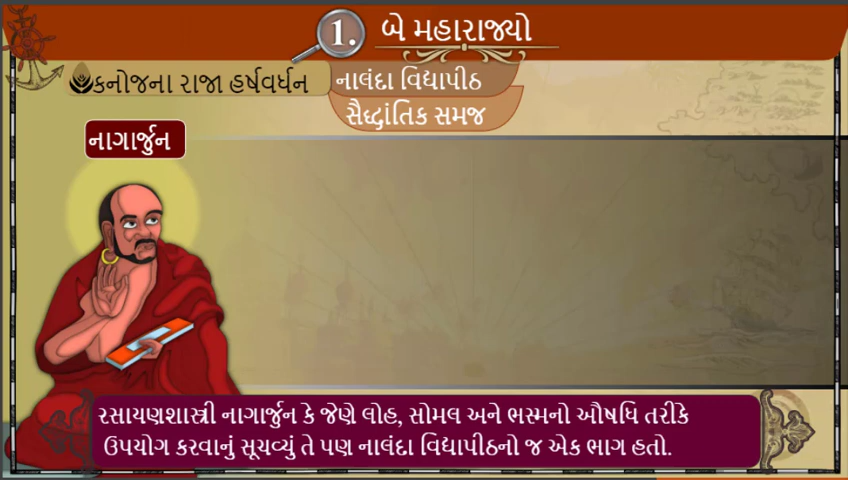 1. બે મહારાજ્યો
કનોજના રાજા હર્ષવર્ધન
નાલંદા વિદ્યાપીઠ
સૈદ્ધાંતિક સમજ
નાગાર્જુન
રસાયણશાસ્ત્રી નાગાર્જુન કે જેણે લોહ, સોમલ અને ભસ્મનો ઔષધિ તરીકે
ઉપયોગ કરવાનું સૂચવ્યું તે પણ નાલંદા વિદ્યાપીઠનો જ એક ભાગ હતો.